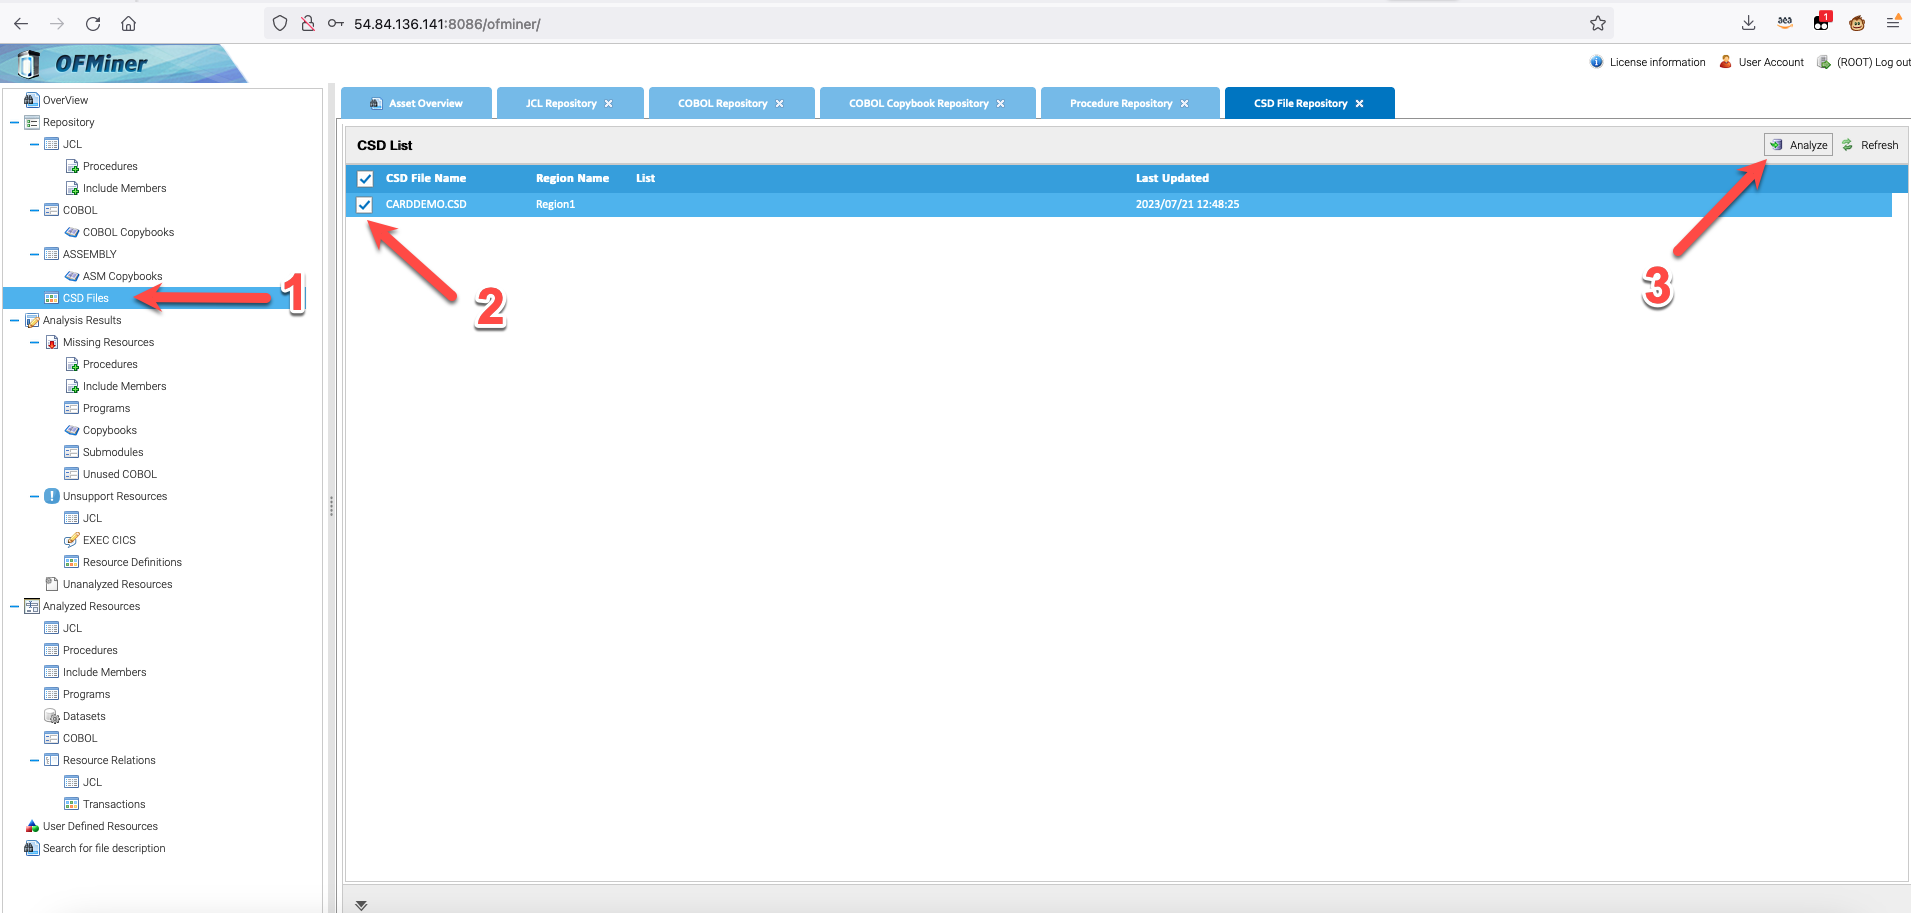 54.84.136.141:8086/ofminer/
1
OFMiner
License information
User Account
(ROOT) Log out
OverView
Repository
JCL
Procedures
Include Members
COBOL
COBOL Copybooks
ASSEMBLY
ASM Copybooks
CSD Files
Analysis Results
Missing Resources
Procedures
Include Members
Programs
Copybooks
Submodules
Unused COBOL
Unsupport Resources
JCL
EXEC CICS
Resource Definitions
Unanalyzed Resources
Analyzed Resources
JCL
Procedures
Include Members
Programs
Datasets
COBOL
Resource Relations
JCL
Transactions
User Defined Resources
Search for file description
1
Asset Overview
JCL Repository
COBOL Repository
COBOL Copybook Repository
Procedure Repository
CSD File Repository
CSD List
Analyze
Refresh
CSD File Name Region Name List Last Updated
CARDDEMO.CSD Region1 2023/07/21 12:48:25
2
3